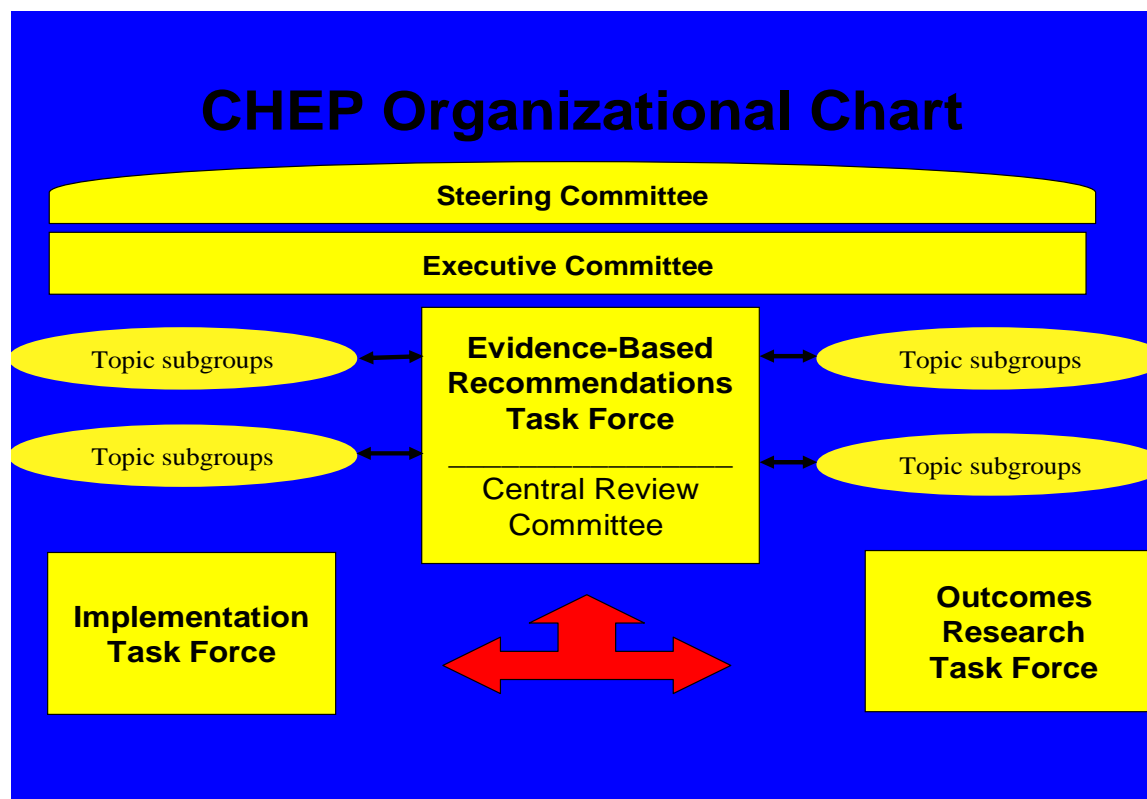 CHEP Organizational Chart
Steering Committee
Executive Committee
Topic subgroups
Topic subgroups
Evidence-Based
Recommendations
Task Force
Central Review
Committee
Topic subgroups
Topic subgroups
Implementation
Task Force
Outcomes
Research
Task Force